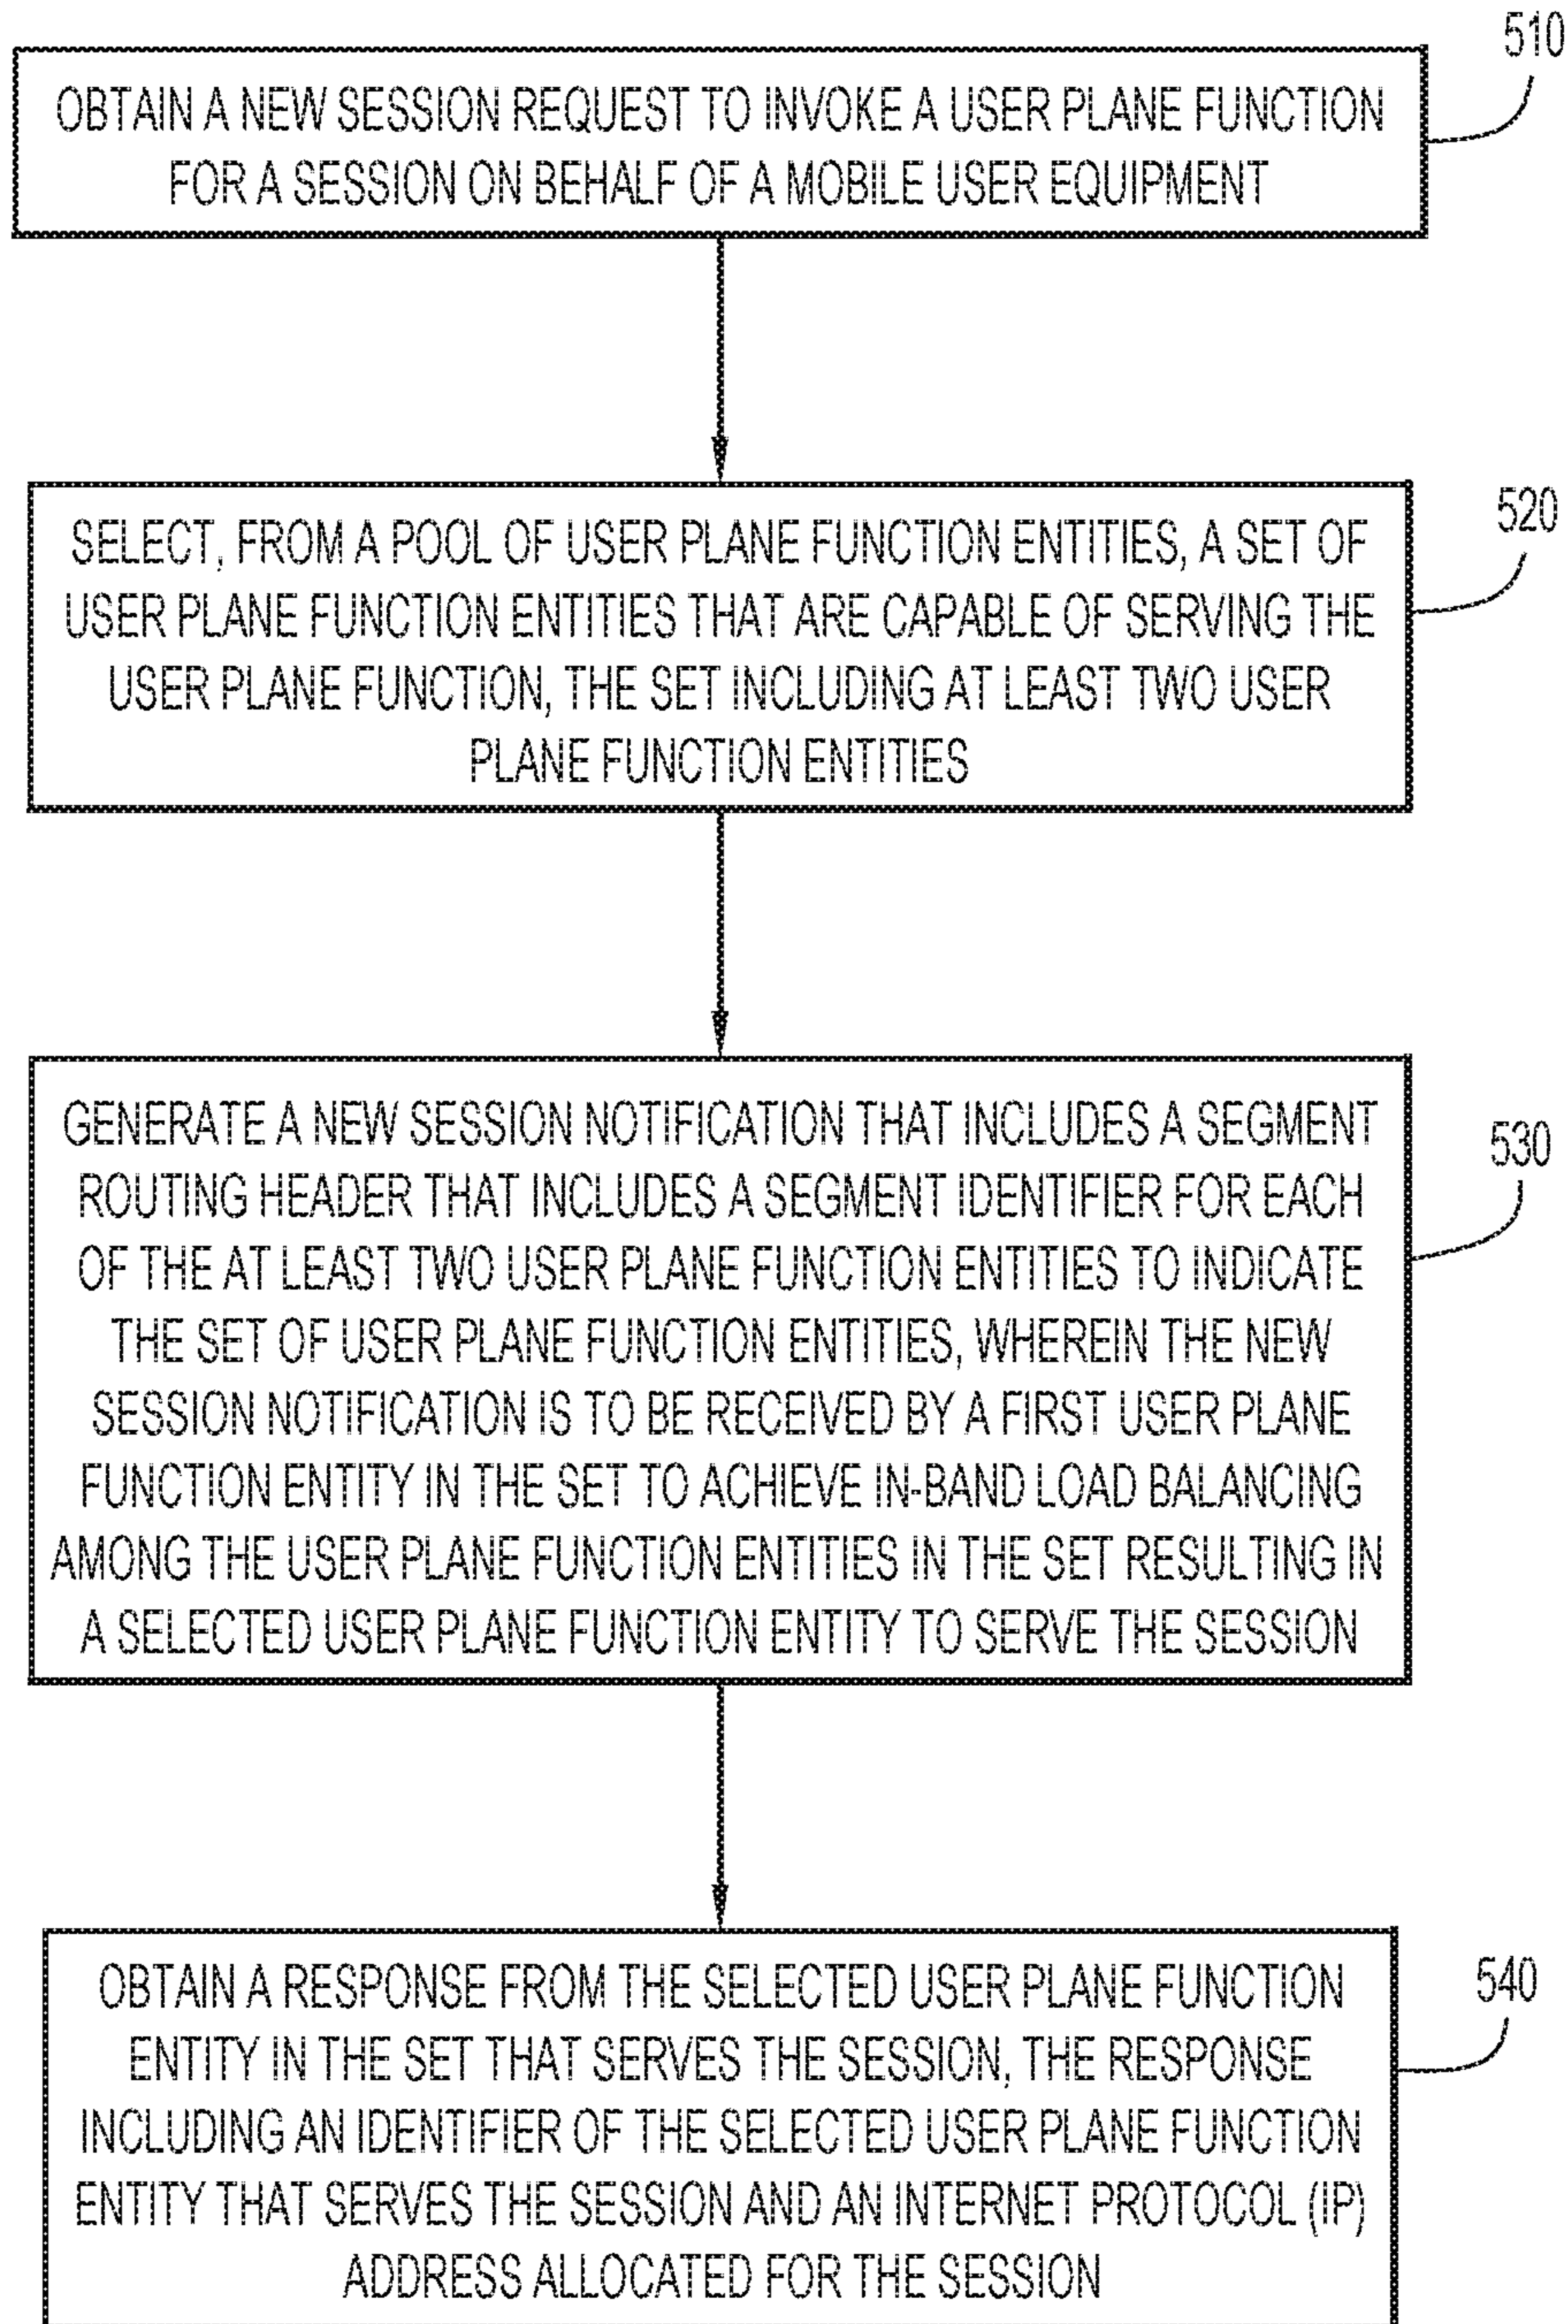 510
OBTAIN A NEW SESSION REQUEST TO INVOKE A USER PLANE FUNCTION
FOR A SESSION ON BEHALF OF A MOBILE USER EQUIPMENT
520
SELECT, FROM A POOL OF USER PLANE FUNCTION ENTITIES, A SET OF
USER PLANE FUNCTION ENTITIES THAT ARE CAPABLE OF SERVING THE
USER PLANE FUNCTION, THE SET INCLUDING AT LEAST TWO USER
PLANE FUNCTION ENTITIES
530
GENERATE A NEW SESSION NOTIFICATION THAT INCLUDES A SEGMENT
ROUTING HEADER THAT INCLUDES A SEGMENT IDENTIFIER FOR EACH
OF THE AT LEAST TWO USER PLANE FUNCTION ENTITIES TO INDICATE
THE SET OF USER PLANE FUNCTION ENTITIES, WHEREIN THE NEW
SESSION NOTIFICATION IS TO BE RECEIVED BY A FIRST USER PLANE
FUNCTION ENTITY IN THE SET TO ACHIEVE IN-BAND LOAD BALANCING
AMONG THE USER PLANE FUNCTION ENTITIES IN THE SET RESULTING IN
A SELECTED USER PLANE FUNCTION ENTITY TO SERVE THE SESSION
540
OBTAIN A RESPONSE FROM THE SELECTED USER PLANE FUNCTION
ENTITY IN THE SET THAT SERVES THE SESSION, THE RESPONSE
INCLUDING AN IDENTIFIER OF THE SELECTED USER PLANE FUNCTION
ENTITY THAT SERVES THE SESSION AND AN INTERNET PROTOCOL (IP)
ADDRESS ALLOCATED FOR THE SESSION